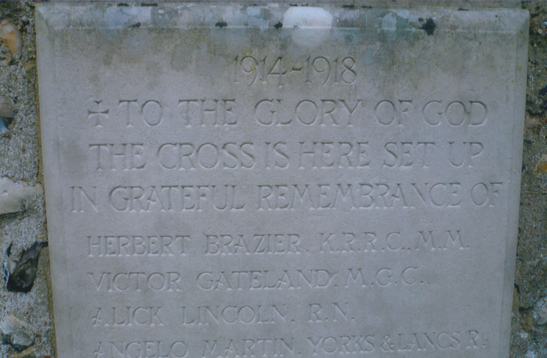 1914-1918
✠ TO THE GLORY OF GOD
THE CROSS IS HERE SET UP
IN GRATEFUL REMEMBRANCE OF
HERBERT BRAZIER. K.R.R.C., M.M.
VICTOR GATELAND. M.G.C.
ALICK LINCOLN. R.N.
ANGELO MARTIN. YORKS & LANCS. R.